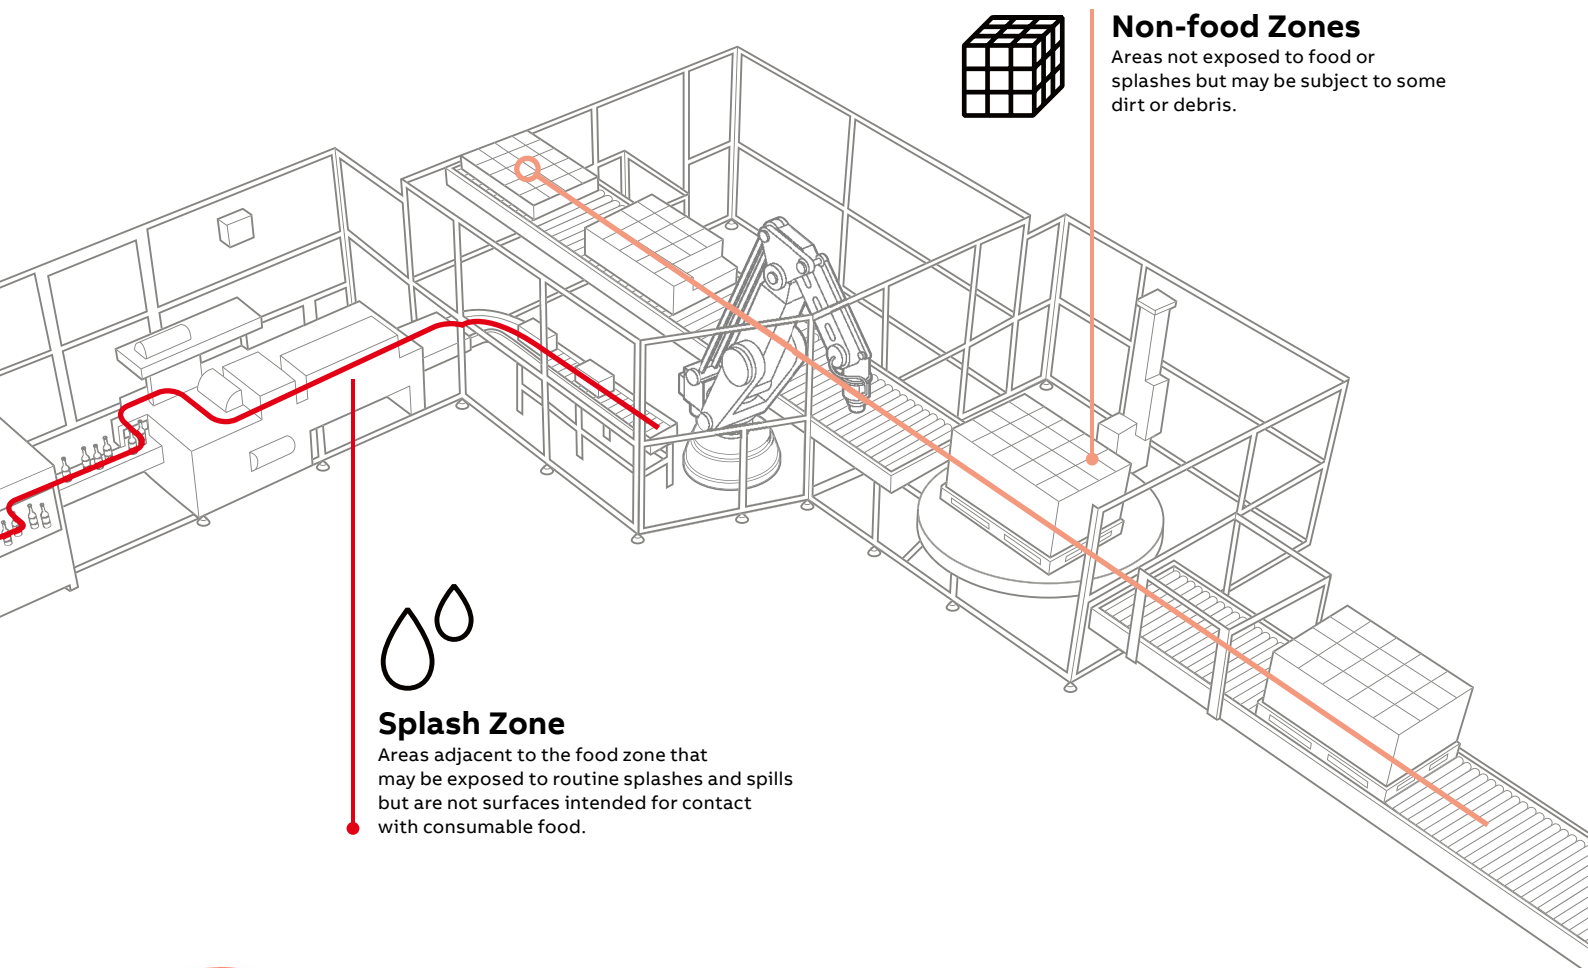 Non-food Zones
Areas not exposed to food or
splashes but may be subject to some
dirt or debris.
Splash Zone
Areas adjacent to the food zone that
may be exposed to routine splashes and spills
but are not surfaces intended for contact
with consumable food.